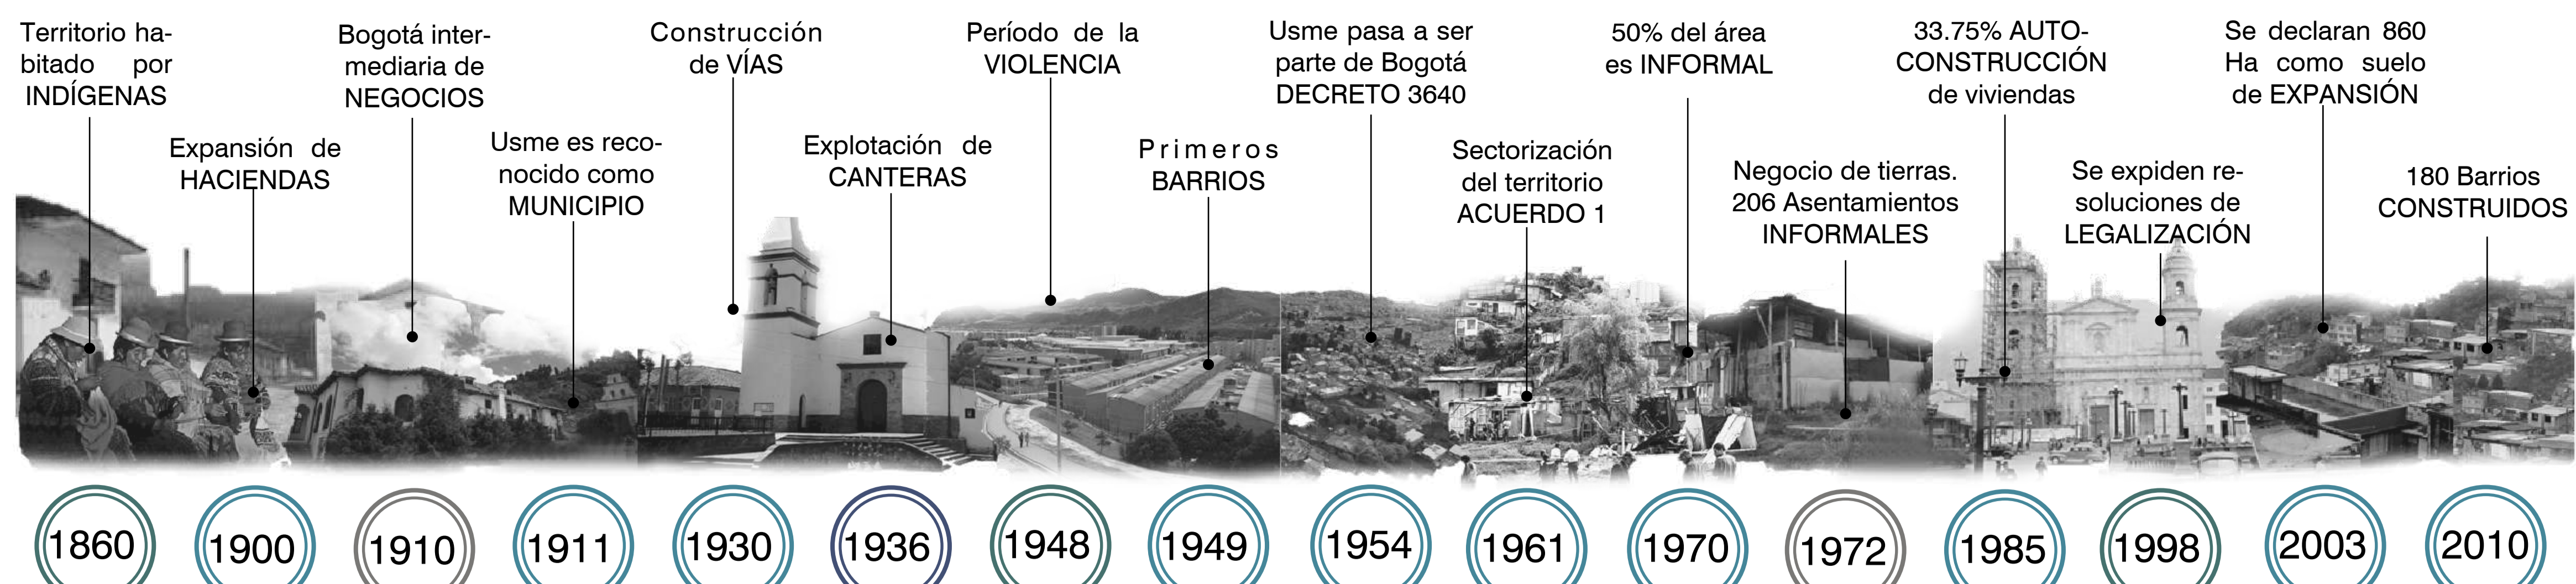 Territorio ha-
bitado por
INDÍGENAS
Expansión de
HACIENDAS
Bogotá inter-
mediaria de
NEGOCIOS
Usme es reco-
nocido como
MUNICIPIO
Construcción
de VÍAS
Explotación de
CANTERAS
Período de la
VIOLENCIA
Primeros
BARRIOS
Usme pasa a ser
parte de Bogotá
DECRETO 3640
Sectorización
del territorio
ACUERDO 1
50% del área
es INFORMAL
Negocio de tierras.
206 Asentamientos
INFORMALES
33.75% AUTO-
CONSTRUCCIÓN
de viviendas
Se expiden re-
soluciones de
LEGALIZACIÓN
Se declaran 860
Ha como suelo
de EXPANSIÓN
180 Barrios
CONSTRUIDOS
1860
1900
1910
1911
1930
1936
1948
1949
1954
1961
1970
1972
1985
1998
2003
2010